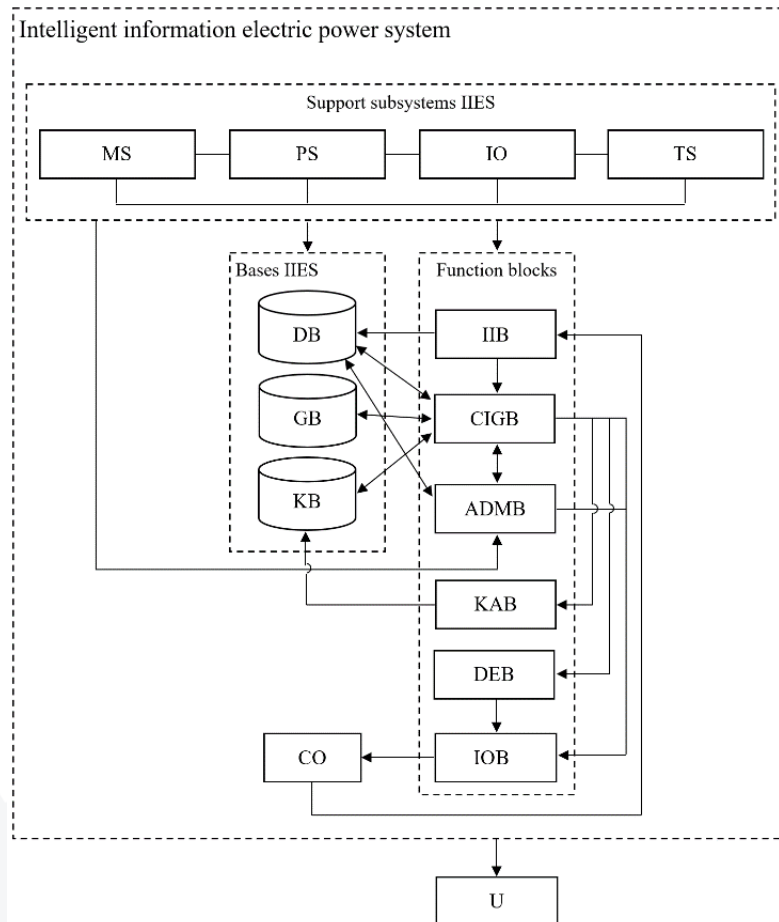 Intelligent information electric power system
Support subsystems IIES
MS
PS
IO
TS
Bases IIES
Function blocks
DB
IIB
GB
CIGB
KB
ADMB
KAB
DEB
CO
IOB
U